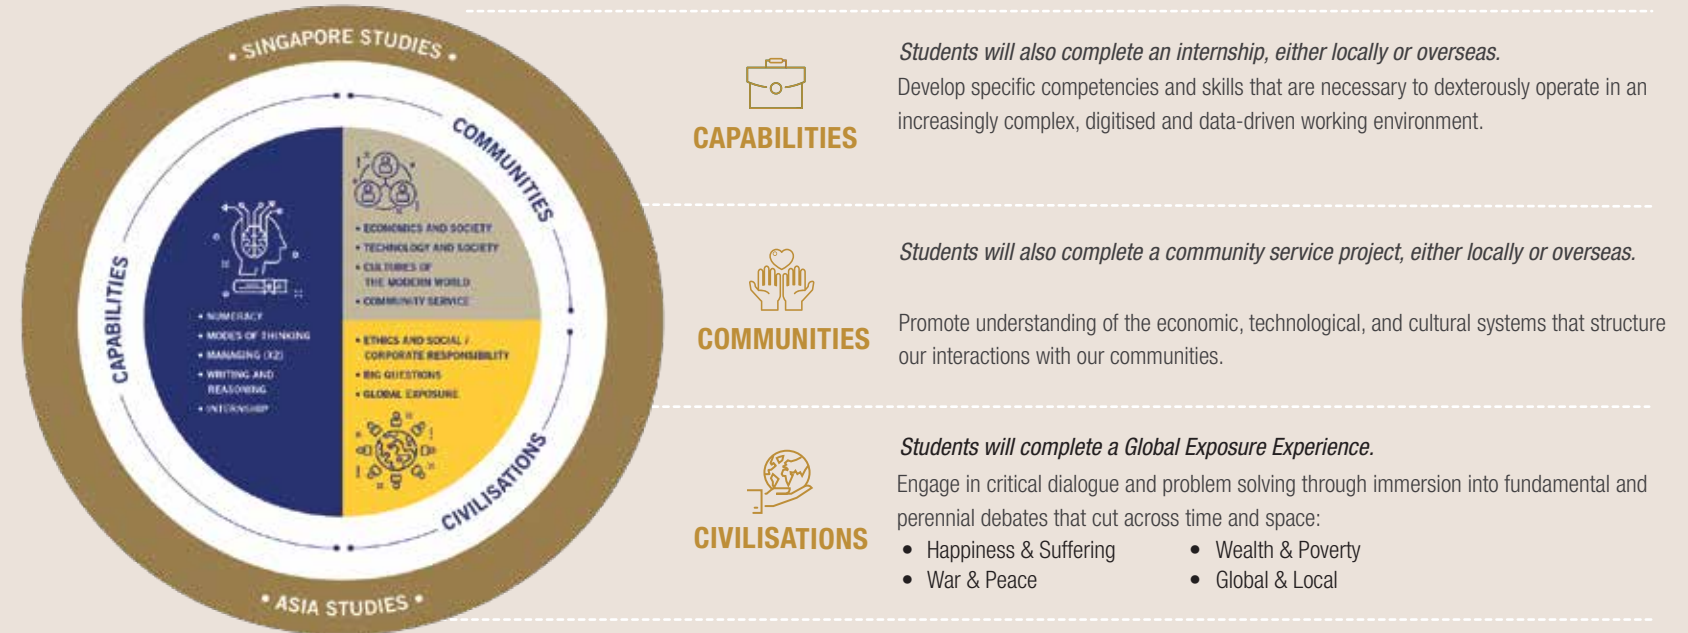 • SINGAPORE STUDIES •
COMMUNITIES
CAPABILITIES
CIVILISATIONS
• ASIA STUDIES •
• NUMERACY
• MODES OF THINKING
• MANAGING (X2)
• WRITING AND
REASONING
• INTERNSHIP
• ECONOMICS AND SOCIETY
• TECHNOLOGY AND SOCIETY
• CULTURES OF
THE MODERN WORLD
• COMMUNITY SERVICE
• ETHICS AND SOCIAL /
CORPORATE RESPONSIBILITY
• BIG QUESTIONS
• GLOBAL EXPOSURE
CAPABILITIES
Students will also complete an internship, either locally or overseas.
Develop specific competencies and skills that are necessary to dexterously operate in an
increasingly complex, digitised and data-driven working environment.
COMMUNITIES
Students will also complete a community service project, either locally or overseas.
Promote understanding of the economic, technological, and cultural systems that structure
our interactions with our communities.
CIVILISATIONS
Students will complete a Global Exposure Experience.
Engage in critical dialogue and problem solving through immersion into fundamental and
perennial debates that cut across time and space:
• Happiness & Suffering
• War & Peace
• Wealth & Poverty
• Global & Local